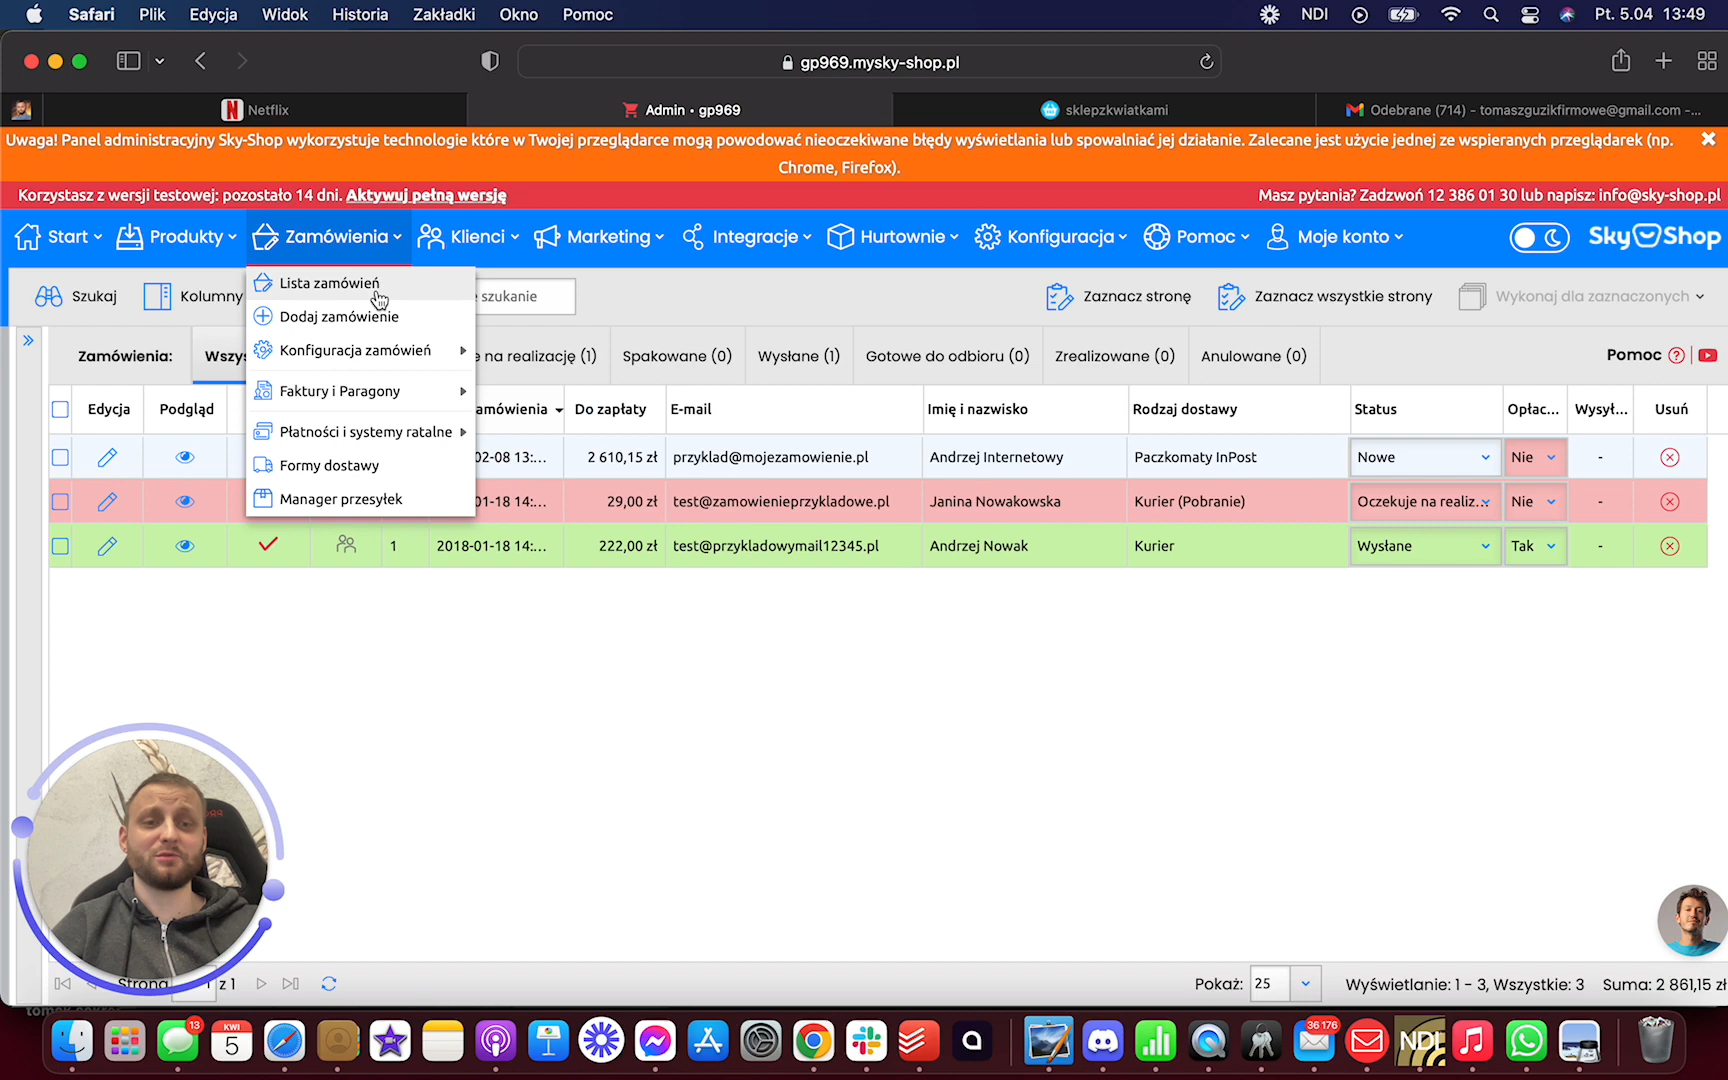 Safari Plik Edycja Widok Historia Zakładki Okno Pomoc NDI Pt. 5.04 13:49
gp969.mysky-shop.pl
Netflix Admin • gp969 sklepzkwiatkami Odebrane (714) - tomaszguzikfirmowe@gmail.com -...
Uwaga! Panel administracyjny Sky-Shop wykorzystuje technologie które w Twojej przeglądarce mogą powodować nieoczekiwane błędy wyświetlania lub spowalniać jej działanie. Zalecane jest użycie jednej ze wspieranych przeglądarek (np.
Chrome, Firefox).
Korzystasz z wersji testowej: pozostało 14 dni. Aktywuj pełną wersję Masz pytania? Zadzwoń 12 386 01 30 lub napisz: info@sky-shop.pl
Start Produkty Zamówienia Klienci Marketing Integracje Hurtownie Konfiguracja Pomoc Moje konto Sky Shop
Szukaj Kolumny szukanie Zaznacz stronę Zaznacz wszystkie strony Wykonaj dla zaznaczonych
Lista zamówień
Dodaj zamówienie
Konfiguracja zamówień
Faktury i Paragony
Płatności i systemy ratalne
Formy dostawy
Manager przesyłek
Zamówienia: Wszys e na realizację (1) Spakowane (0) Wysłane (1) Gotowe do odbioru (0) Zrealizowane (0) Anulowane (0) Pomoc
Edycja Podgląd amówienia Do zapłaty E-mail Imię i nazwisko Rodzaj dostawy Status Opłac... Wysył... Usuń
02-08 13:... 2 610,15 zł przyklad@mojezamowienie.pl Andrzej Internetowy Paczkomaty InPost Nowe Nie -
01-18 14:... 29,00 zł test@zamowienieprzykladowe.pl Janina Nowakowska Kurier (Pobranie) Oczekuje na realiz... Nie -
1 2018-01-18 14:... 222,00 zł test@przykladowymail12345.pl Andrzej Nowak Kurier Wysłane Tak -
Strona 1 z 1 Pokaż: 25 Wyświetlanie: 1 - 3, Wszystkie: 3 Suma: 2 861,15 zł
13 KWI 5 36 176 NDI